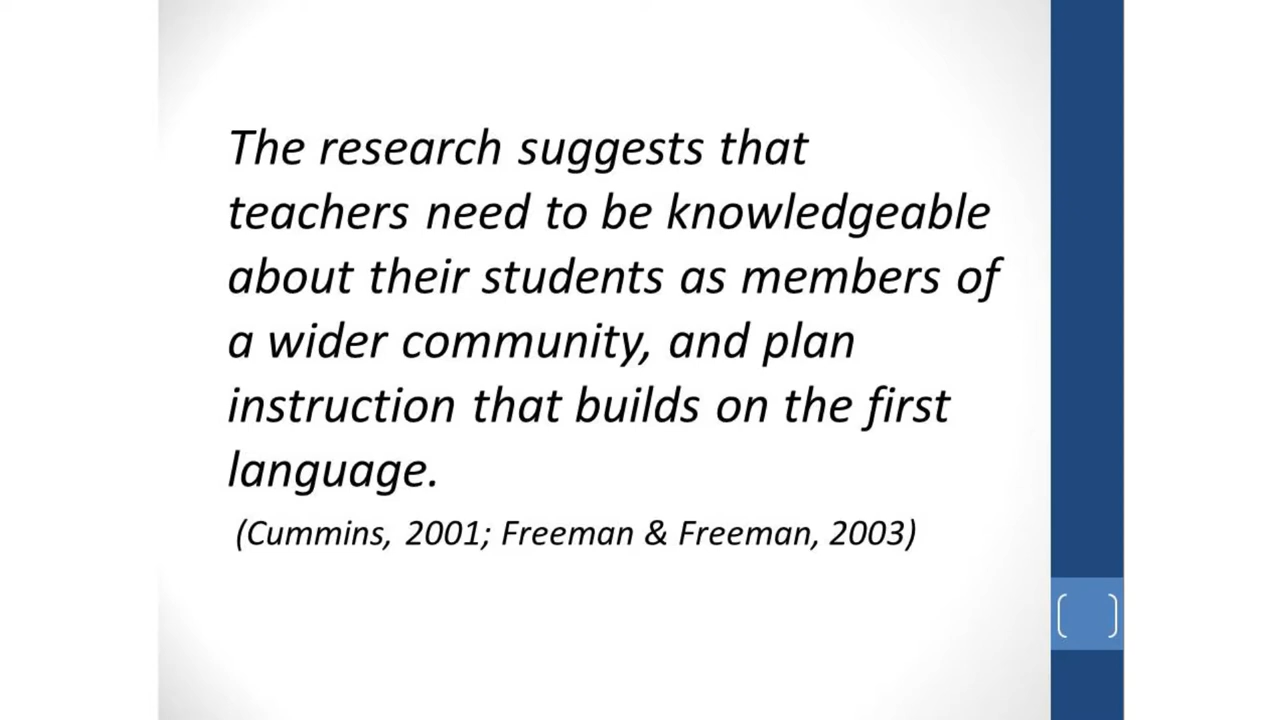 The research suggests that
teachers need to be knowledgeable
about their students as members of
a wider community, and plan
instruction that builds on the first
language.
(Cummins, 2001; Freeman & Freeman, 2003)